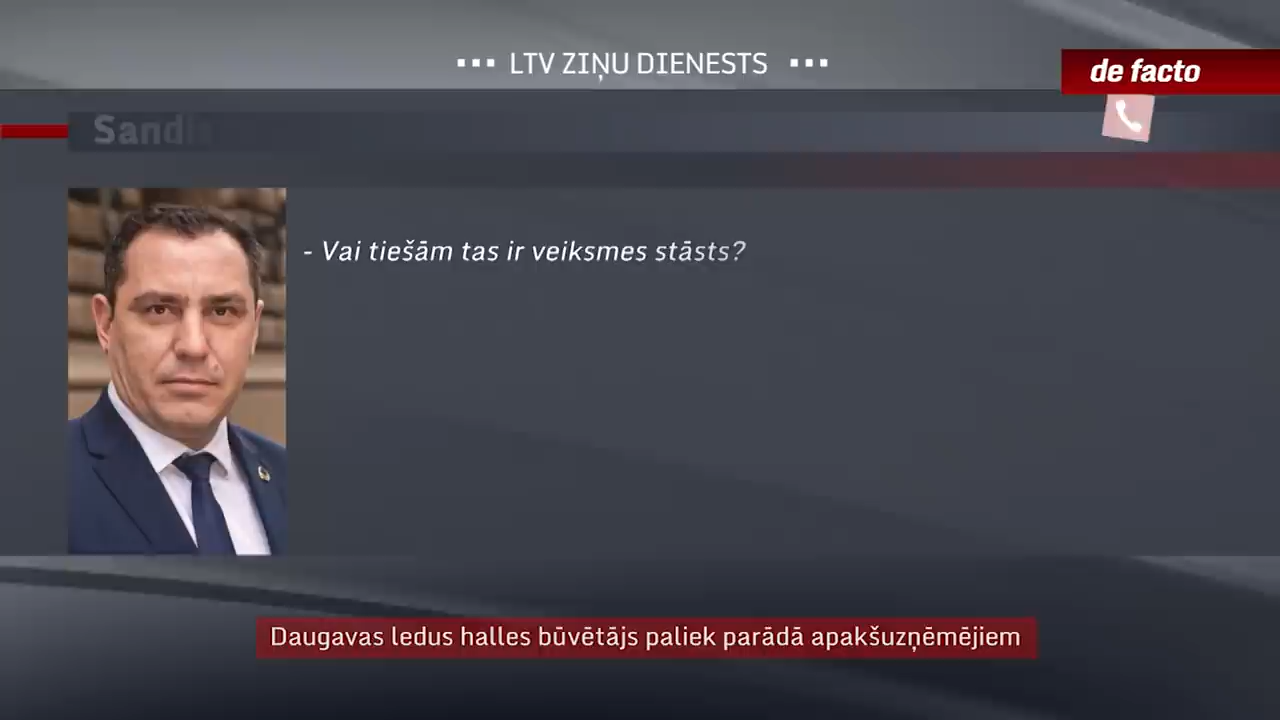 LTV ZIŅU DIENESTS
de facto
- Vai tiešām tas ir veiksmes stāsts?
Daugavas ledus halles būvētājs paliek parādā apakšuzņēmējiem